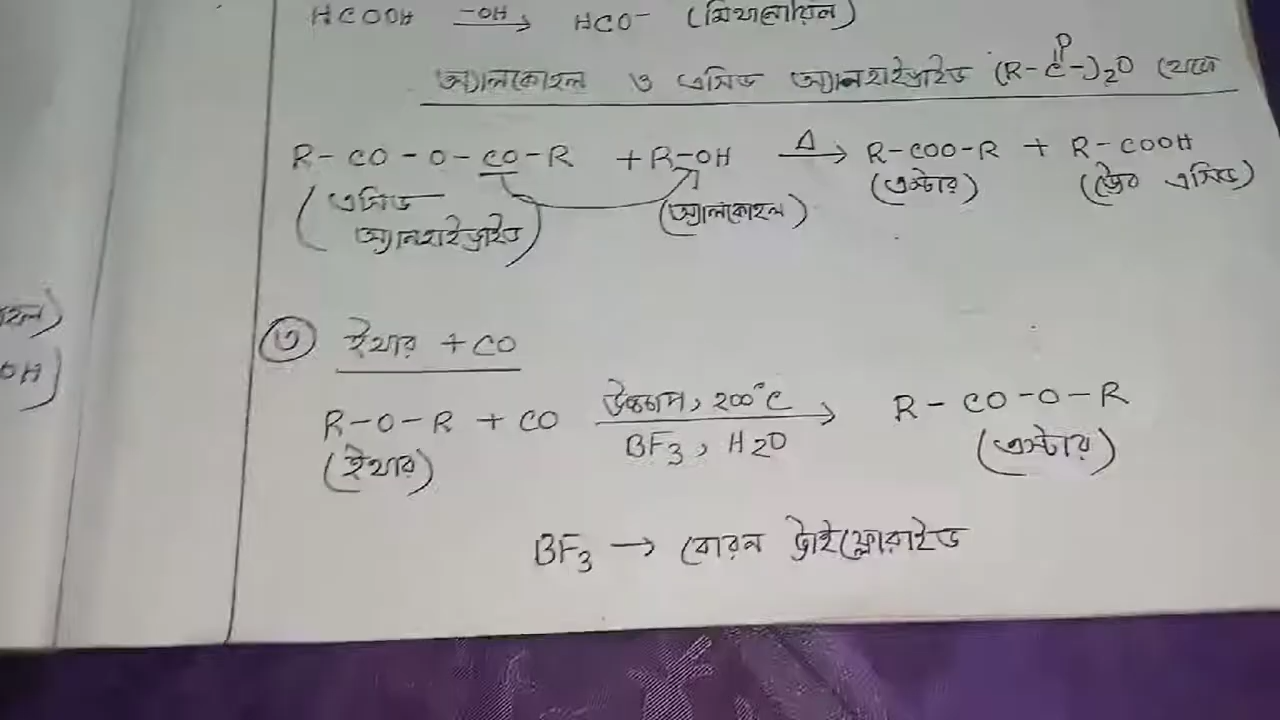 HCOOH —OH→ HCO- (মিথানোয়িল)
অ্যালকোহল ও এসিড অ্যানহাইড্রাইড (R-C-)₂O থেকে
O
R-CO-O-CO-R + R-OH Δ→ R-COO-R + R-COOH
(এসিড অ্যানহাইড্রাইড) (অ্যালকোহল) (এস্টার) (জৈব এসিড)
৩ ইথার + CO
R-O-R + CO উচ্চচাপ, 200°C → R-CO-O-R
BF₃, H₂O
(ইথার) (এস্টার)
BF₃ → বোরন ট্রাইফ্লোরাইড
OH)